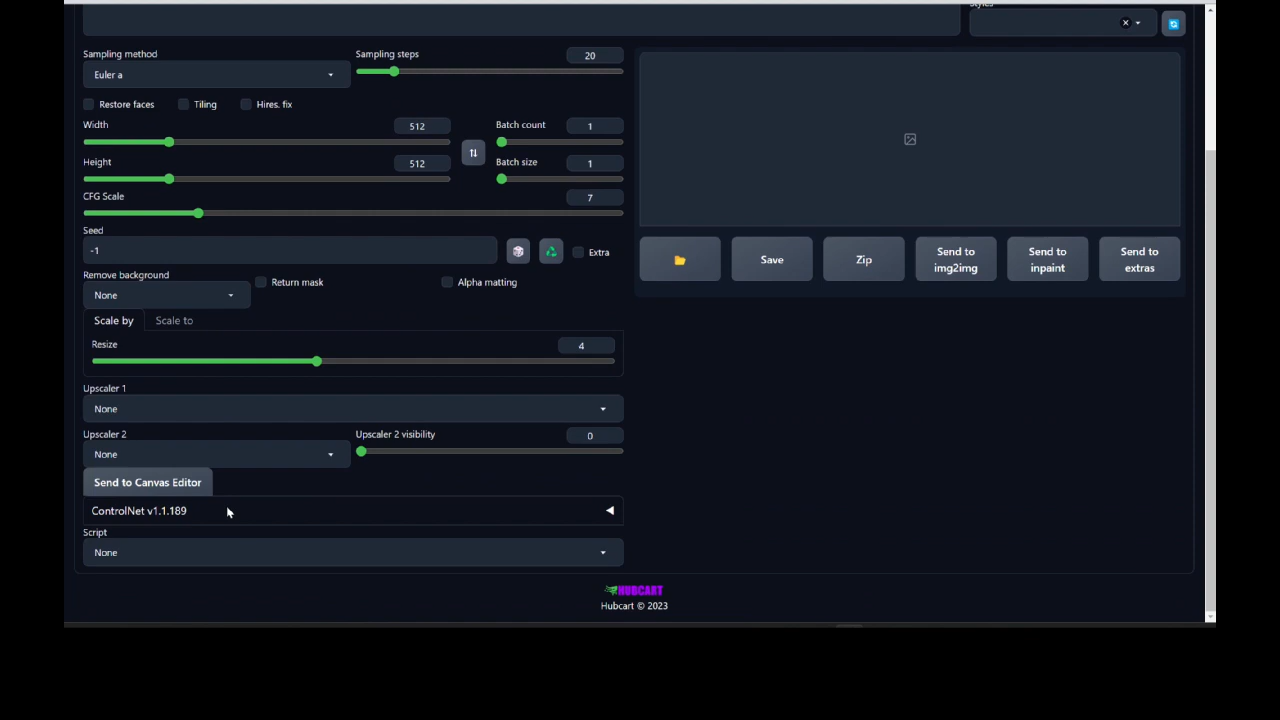 Styles
Sampling method
Sampling steps
20
Euler a
Restore faces
Tiling
Hires. fix
Width
512
Batch count
1
Height
512
Batch size
1
CFG Scale
7
Seed
-1
Extra
Remove background
None
Return mask
Alpha matting
Scale by
Scale to
Resize
4
Upscaler 1
None
Upscaler 2
None
Upscaler 2 visibility
0
Send to Canvas Editor
ControlNet v1.1.189
Script
None
Save
Zip
Send to
img2img
Send to
inpaint
Send to
extras
HUBCART
Hubcart © 2023